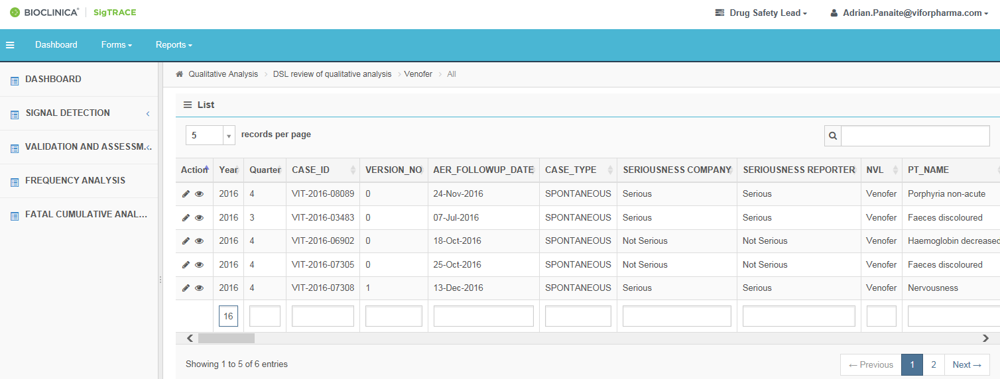 BIOCLINICA® SigTRACE Drug Safety Lead Adrian.Panaite@viforpharma.com
Dashboard Forms Reports
DASHBOARD
SIGNAL DETECTION
VALIDATION AND ASSESSM...
FREQUENCY ANALYSIS
FATAL CUMULATIVE ANAL...
Qualitative Analysis > DSL review of qualitative analysis > Venofer > All
List
5 records per page
Action Year Quarter CASE_ID VERSION_NO AER_FOLLOWUP_DATE CASE_TYPE SERIOUSNESS COMPANY SERIOUSNESS REPORTER NVL PT_NAME
2016 4 VIT-2016-08089 0 24-Nov-2016 SPONTANEOUS Serious Serious Venofer Porphyria non-acute
2016 3 VIT-2016-03483 0 07-Jul-2016 SPONTANEOUS Serious Serious Venofer Faeces discoloured
2016 4 VIT-2016-06902 0 18-Oct-2016 SPONTANEOUS Not Serious Not Serious Venofer Haemoglobin decreased
2016 4 VIT-2016-07305 0 25-Oct-2016 SPONTANEOUS Not Serious Not Serious Venofer Faeces discoloured
2016 4 VIT-2016-07308 1 13-Dec-2016 SPONTANEOUS Serious Serious Venofer Nervousness
16
Showing 1 to 5 of 6 entries
← Previous 1 2 Next →